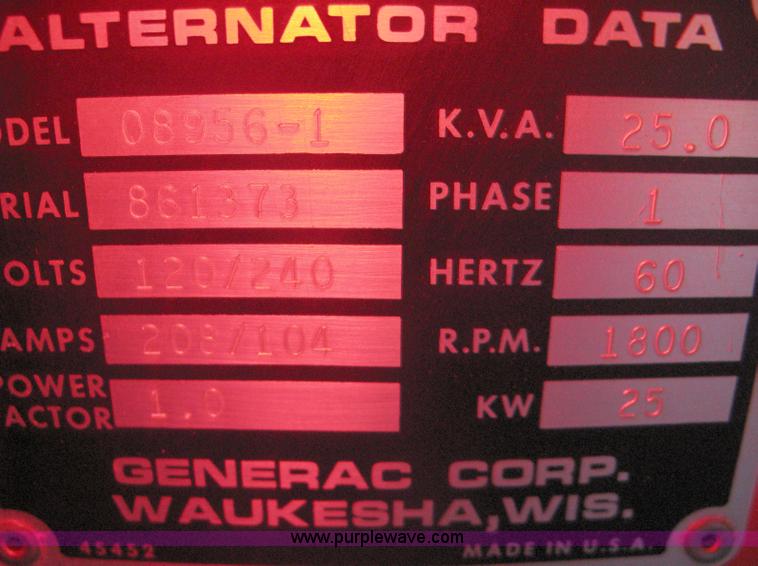 ALTERNATOR DATA
ODEL 08956-1 K.V.A. 25.0
RIAL 861373 PHASE 1
OLTS 120/240 HERTZ 60
AMPS 208/104 R.P.M. 1800
POWER
ACTOR 1.0 KW 25
GENERAC CORP.
WAUKESHA, WIS.
www.purplewave.com
45452 MADE IN U.S.A.